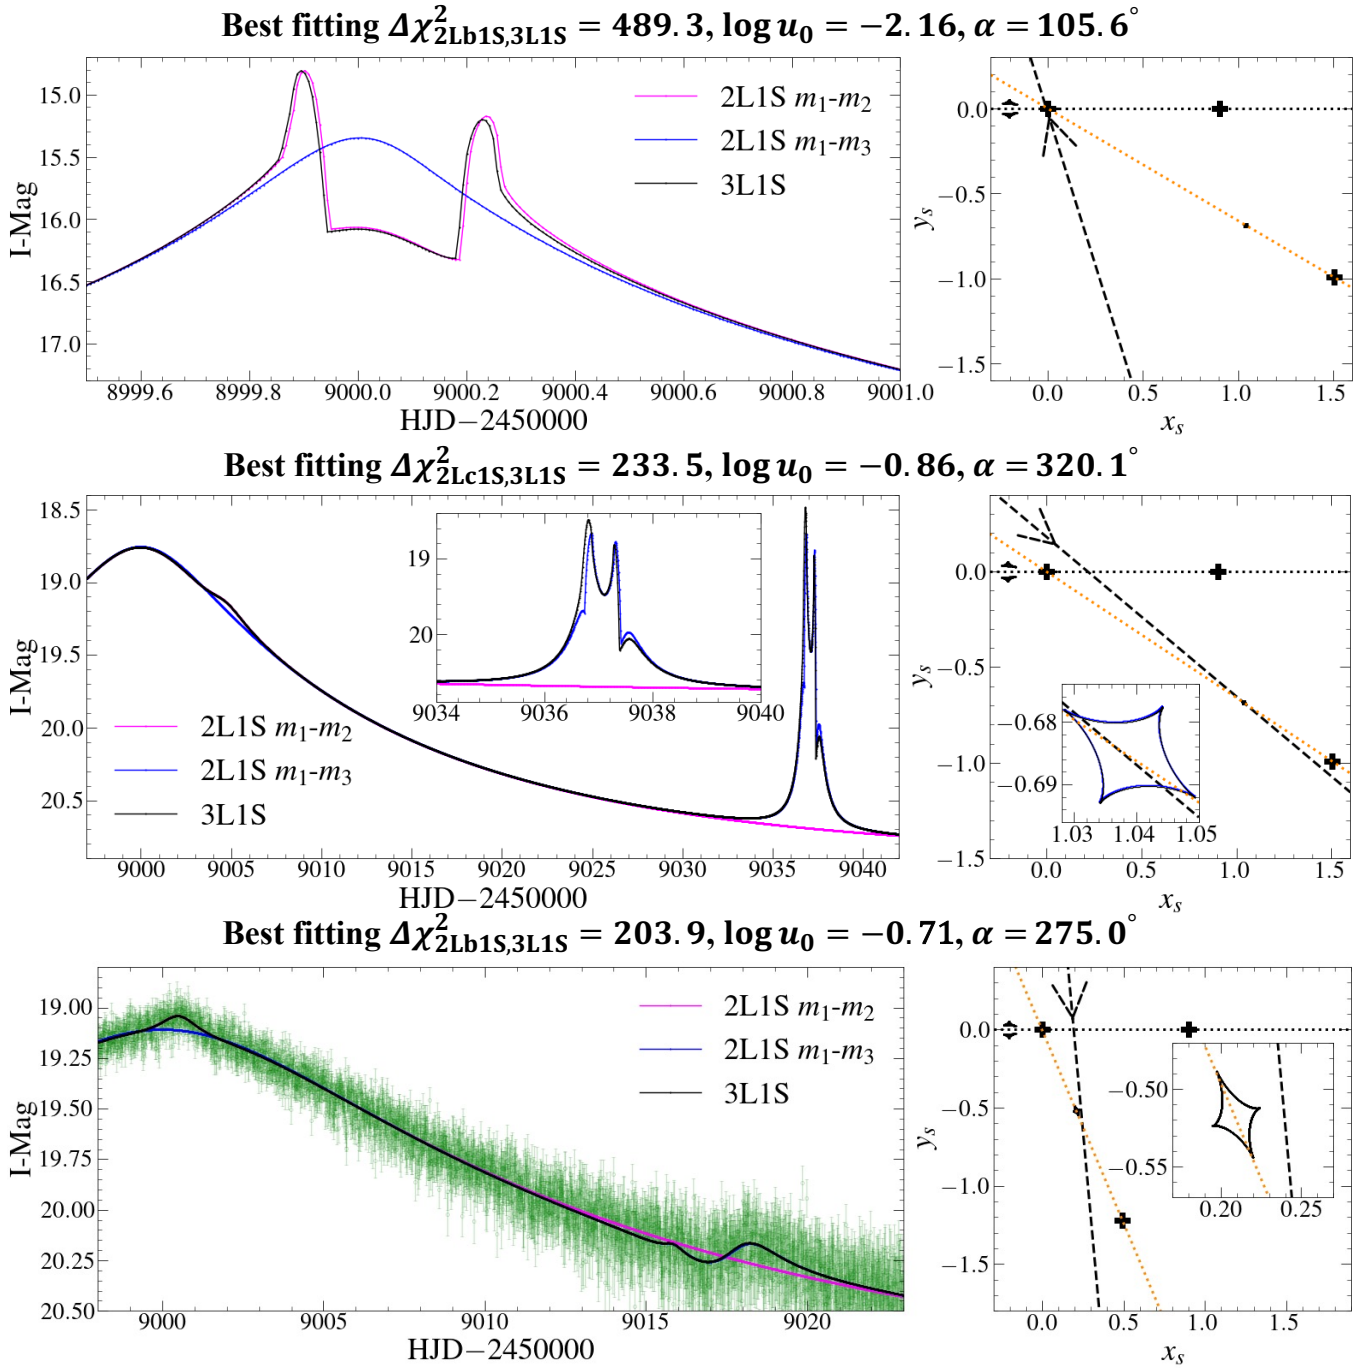 Best fitting Δχ²2Lb1S,3L1S = 489.3, log u₀ = −2.16, α = 105.6°
15.0
15.5
16.0
16.5
17.0
I-Mag
2L1S m₁-m₂
2L1S m₁-m₃
3L1S
8999.6 8999.8 9000.0 9000.2 9000.4 9000.6 9000.8 9001.0
HJD−2450000
0.0
−0.5
−1.0
−1.5
yₛ
0.0 0.5 1.0 1.5
xₛ
Best fitting Δχ²2Lc1S,3L1S = 233.5, log u₀ = −0.86, α = 320.1°
18.5
19.0
19.5
20.0
20.5
I-Mag
19
20
9034 9036 9038 9040
2L1S m₁-m₂
2L1S m₁-m₃
3L1S
9000 9005 9010 9015 9020 9025 9030 9035 9040
HJD−2450000
0.0
−0.5
−1.0
−1.5
yₛ
−0.68
−0.69
1.03 1.04 1.05
0.0 0.5 1.0 1.5
xₛ
Best fitting Δχ²2Lb1S,3L1S = 203.9, log u₀ = −0.71, α = 275.0°
19.00
19.25
19.50
19.75
20.00
20.25
20.50
I-Mag
2L1S m₁-m₂
2L1S m₁-m₃
3L1S
9000 9005 9010 9015 9020
HJD−2450000
0.0
−0.5
−1.0
−1.5
yₛ
−0.50
−0.55
0.20 0.25
0.0 0.5 1.0 1.5
xₛ